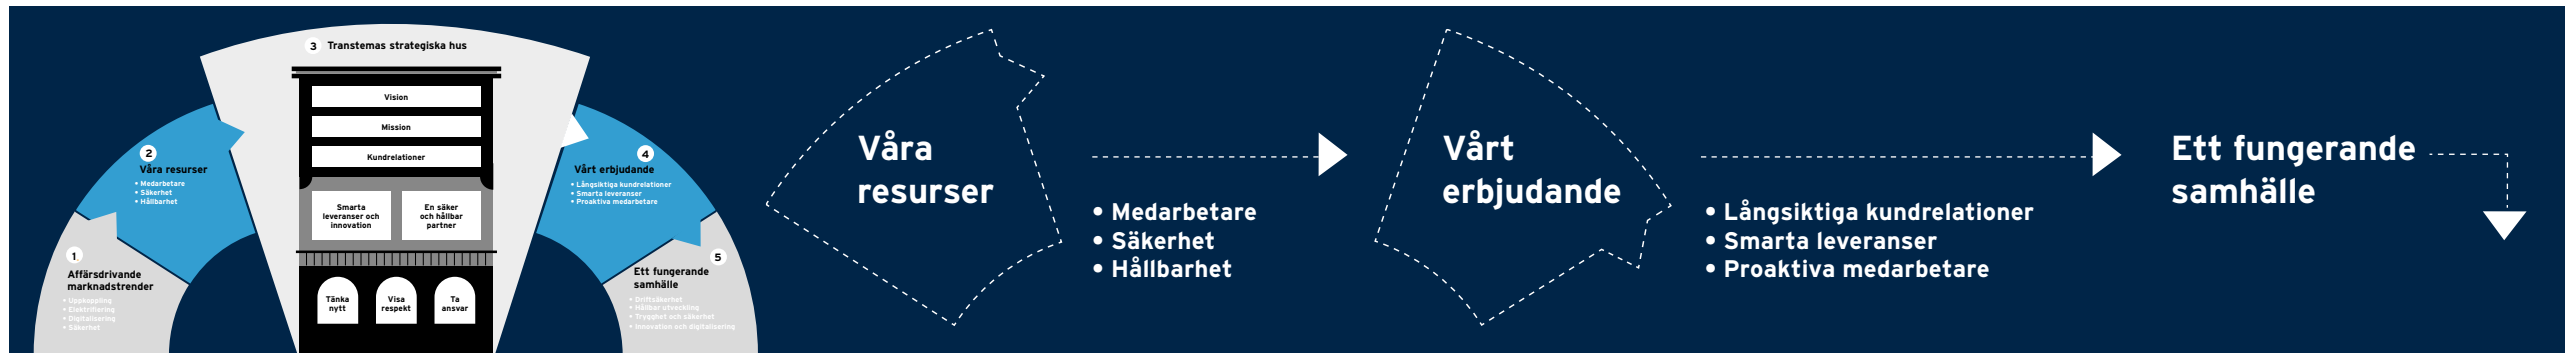 3 Transtemas strategiska hus
Vision
Mission
Kundrelationer
Smarta
leveranser och
innovation
En säker
och hållbar
partner
Tänka
nytt
Visa
respekt
Ta
ansvar
1
Affärsdrivande
marknadstrender
• Uppkoppling
• Elektrifiering
• Digitalisering
• Säkerhet
2
Våra resurser
• Medarbetare
• Säkerhet
• Hållbarhet
4
Vårt erbjudande
• Långsiktiga kundrelationer
• Smarta leveranser
• Proaktiva medarbetare
5
Ett fungerande
samhälle
• Driftsäkerhet
• Hållbar utveckling
• Trygghet och säkerhet
• Innovation och digitalisering
Våra
resurser
• Medarbetare
• Säkerhet
• Hållbarhet
Vårt
erbjudande
• Långsiktiga kundrelationer
• Smarta leveranser
• Proaktiva medarbetare
Ett fungerande
samhälle